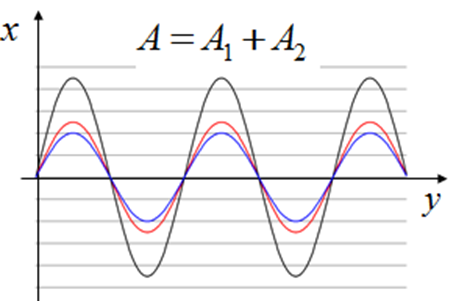 x
A = A₁ + A₂
y